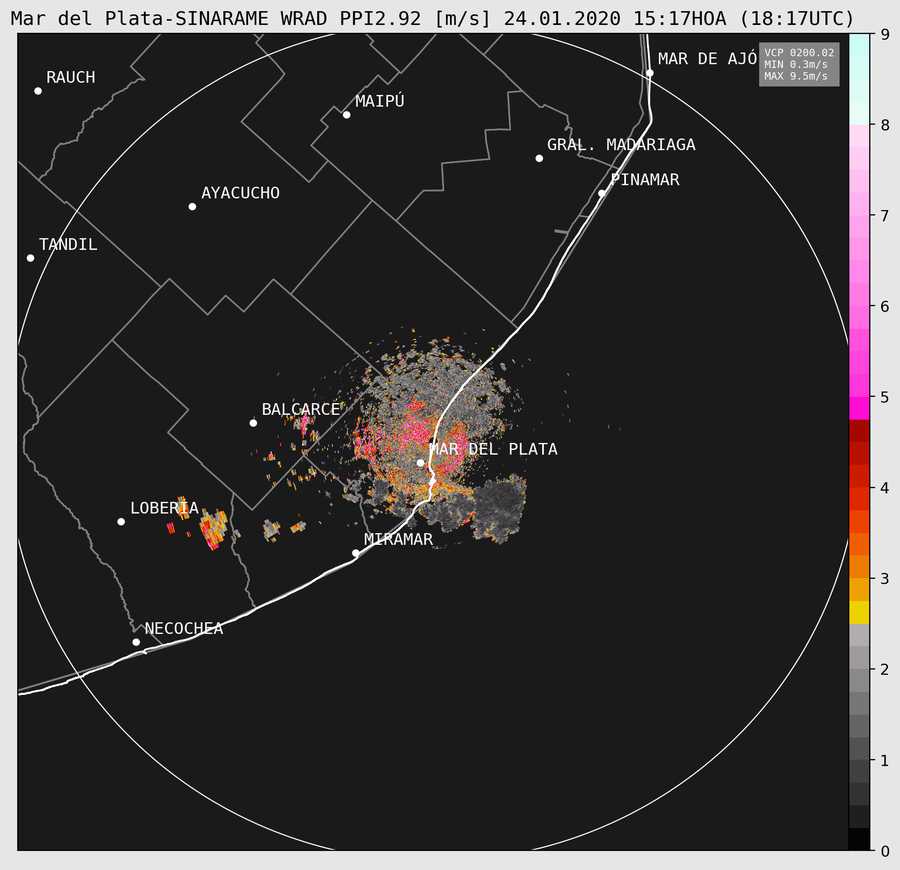 Mar del Plata-SINARAME WRAD PPI2.92 [m/s] 24.01.2020 15:17HOA (18:17UTC)
VCP 0200.02
MIN 0.3m/s
MAX 9.5m/s
MAR DE AJÓ
RAUCH
MAIPÚ
GRAL. MADARIAGA
PINAMAR
AYACUCHO
TANDIL
BALCARCE
MAR DEL PLATA
LOBERÍA
MIRAMAR
NECOCHEA
9
8
7
6
5
4
3
2
1
0